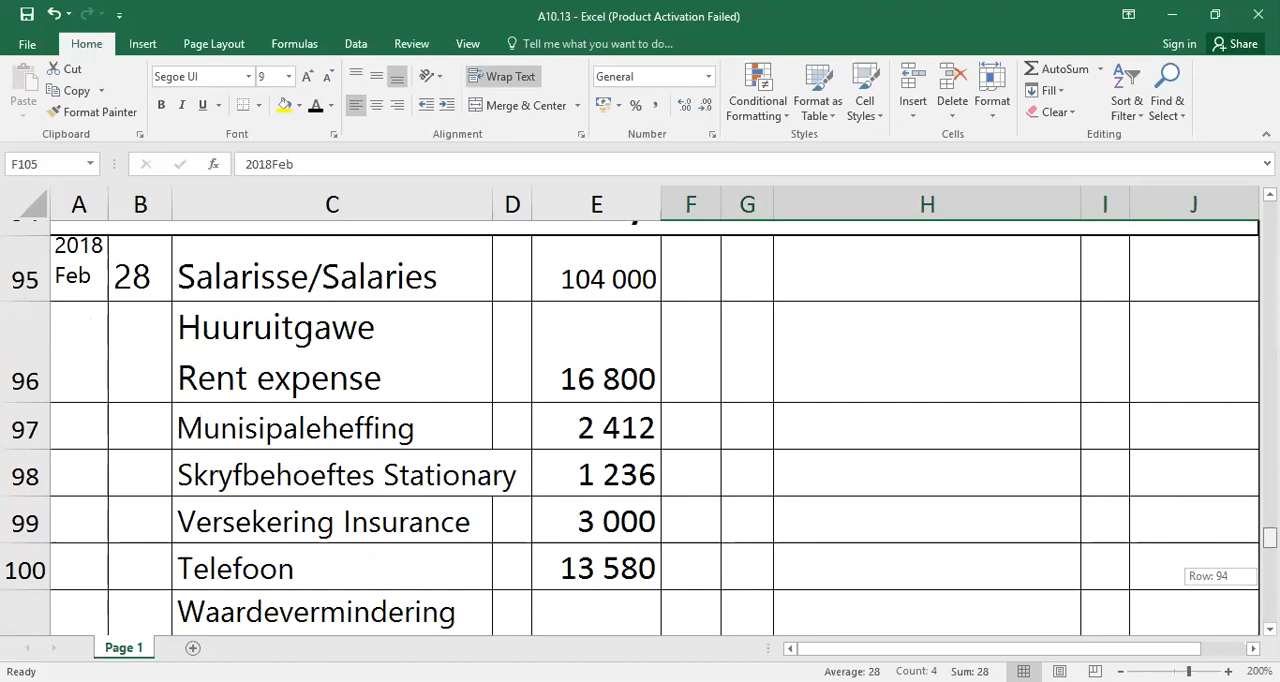 A10.13 - Excel (Product Activation Failed)
File Home Insert Page Layout Formulas Data Review View Tell me what you want to do... Sign in Share
Paste Cut Copy Format Painter Clipboard
Segoe UI 9 B I U A Font
Wrap Text Merge & Center Alignment
General % , Number
Conditional Formatting Format as Table Cell Styles Styles
Insert Delete Format Cells
AutoSum Fill Clear Sort & Filter Find & Select Editing
F105 fx 2018Feb
A B C D E F G H I J
95 2018 Feb 28 Salarisse/Salaries 104 000
Huuruitgawe
96 Rent expense 16 800
97 Munisipaleheffing 2 412
98 Skryfbehoeftes Stationary 1 236
99 Versekering Insurance 3 000
100 Telefoon 13 580
Row: 94
Waardevermindering
Page 1
Ready Average: 28 Count: 4 Sum: 28 200%